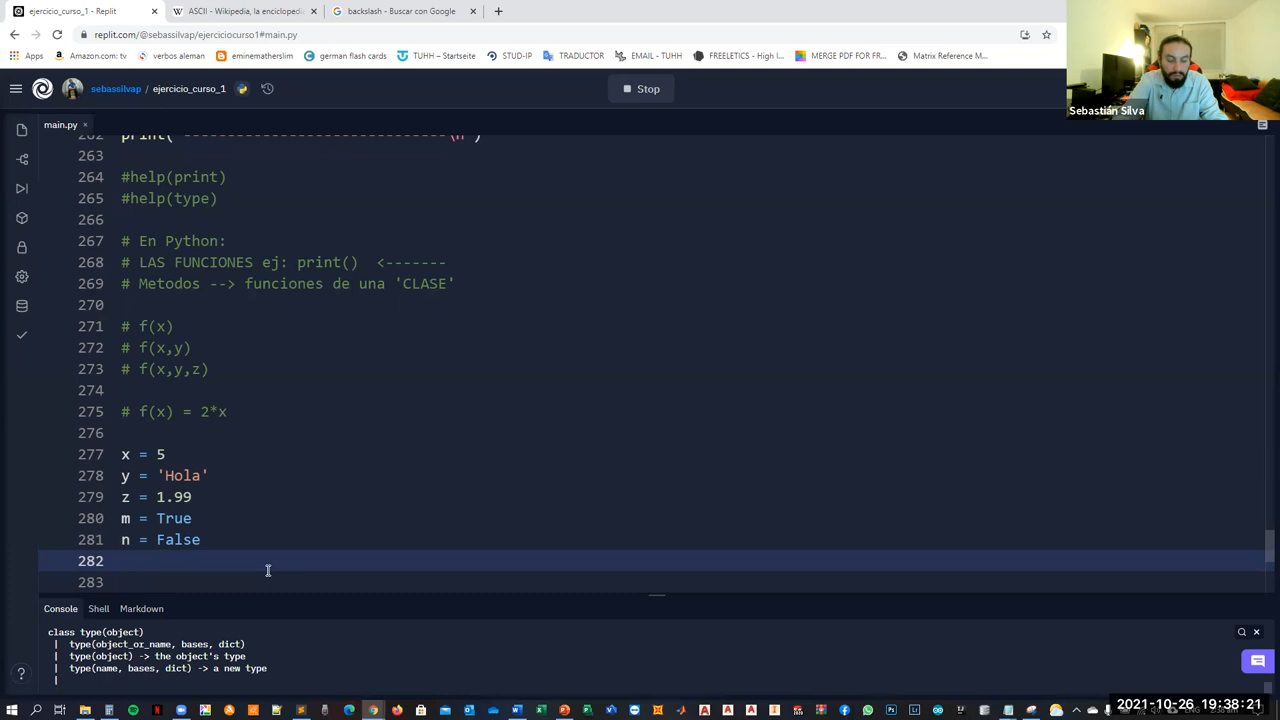 ejercicio_curso_1 - Replit
ASCII - Wikipedia, la enciclopedi
backslash - Buscar con Google
replit.com/@sebassilvap/ejerciciocurso1#main.py
Apps
Amazon.com: tv
verbos aleman
eminematherslim
german flash cards
TUHH – Startseite
STUD-IP
TRADUCTOR
EMAIL - TUHH
FREELETICS - High I...
MERGE PDF FOR FR...
Matrix Reference M...
Sebastián Silva
sebassilvap / ejercicio_curso_1
Stop
main.py
262 print(" ------------------------------\n")
263
264 #help(print)
265 #help(type)
266
267 # En Python:
268 # LAS FUNCIONES ej: print() <-------
269 # Metodos --> funciones de una 'CLASE'
270
271 # f(x)
272 # f(x,y)
273 # f(x,y,z)
274
275 # f(x) = 2*x
276
277 x = 5
278 y = 'Hola'
279 z = 1.99
280 m = True
281 n = False
282
283
Console Shell Markdown
class type(object)
| type(object_or_name, bases, dict)
| type(object) -> the object's type
| type(name, bases, dict) -> a new type
|
2021-10-26 19:38:21